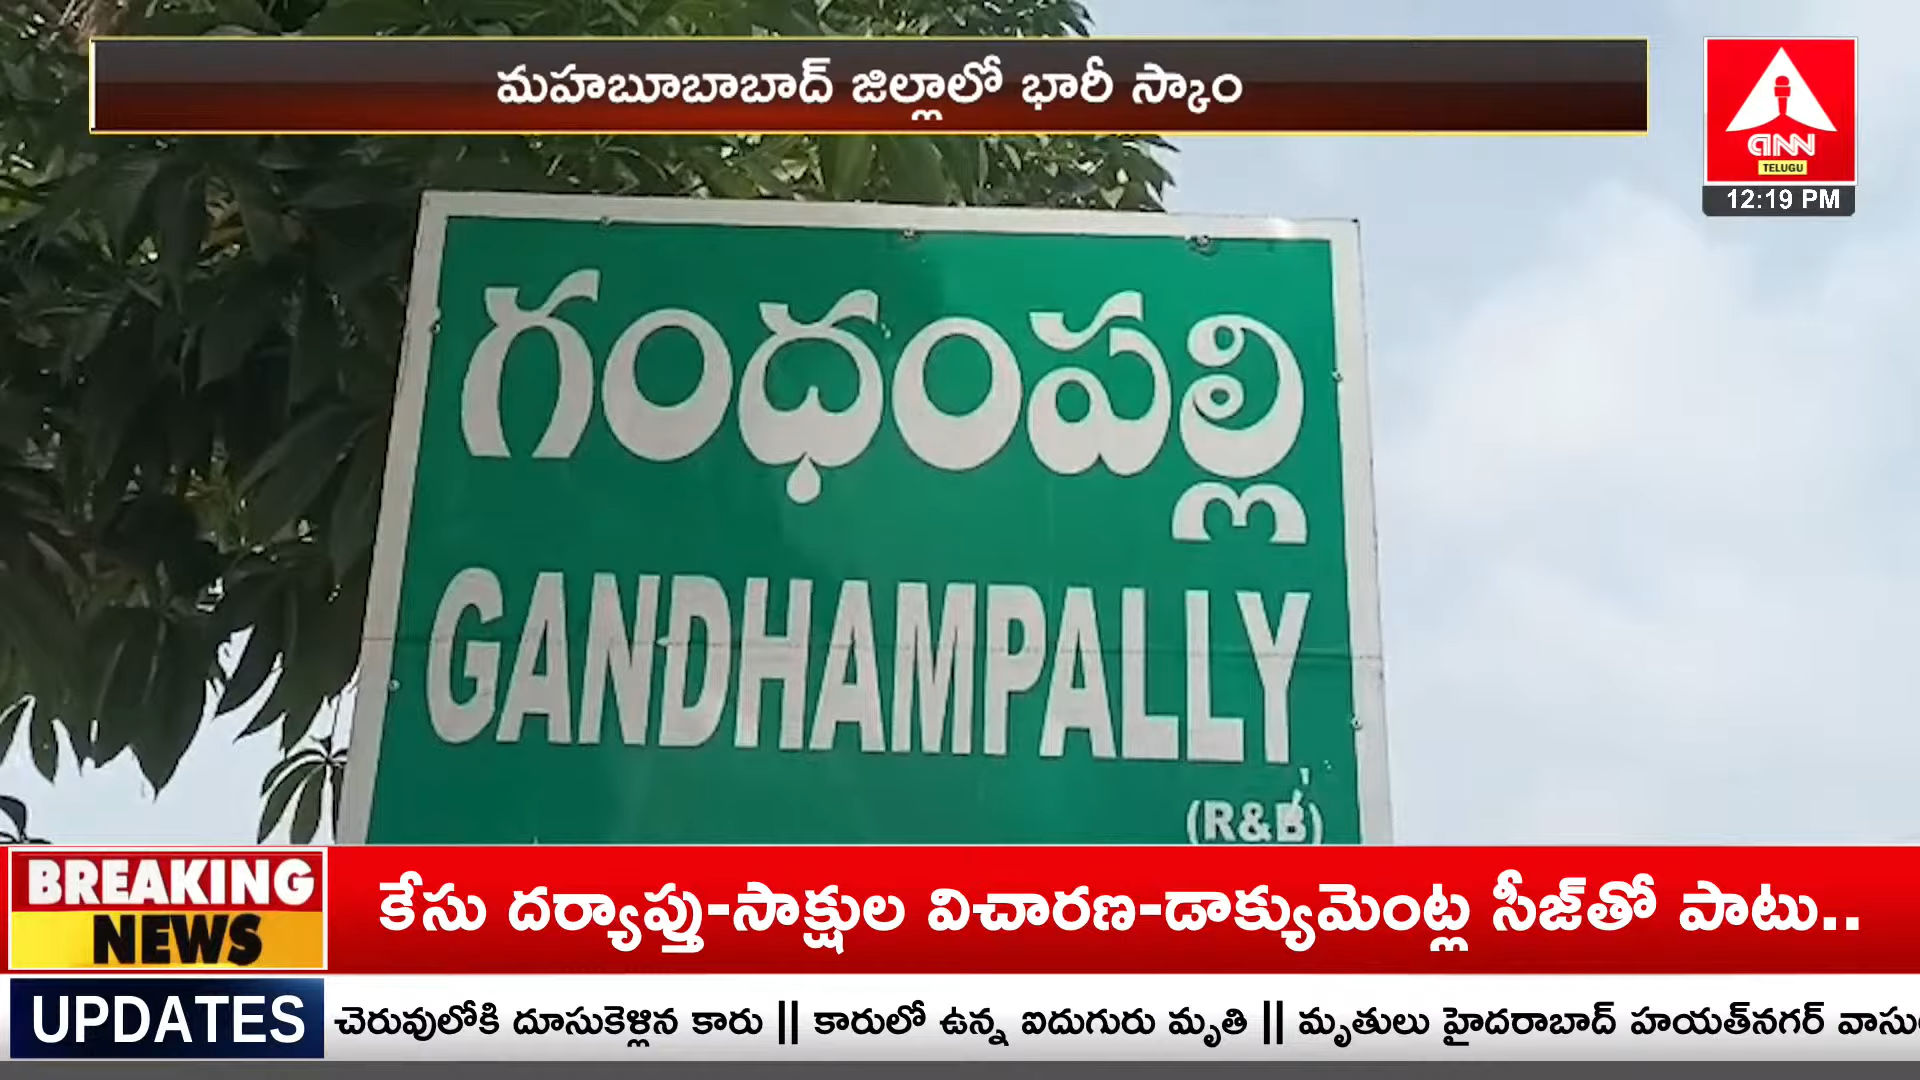 మహబూబాబాద్ జిల్లాలో భారీ స్కాం
ANN
TELUGU
12:19 PM
గంధంపల్లి
GANDHAMPALLY
(R&B)
BREAKING
NEWS
కేసు దర్యాప్తు-సాక్షుల విచారణ-డాక్యుమెంట్ల సీజ్‌తో పాటు..
UPDATES
చెరువులోకి దూసుకెళ్లిన కారు || కారులో ఉన్న ఐదుగురు మృతి || మృతులు హైదరాబాద్ హయత్‌నగర్